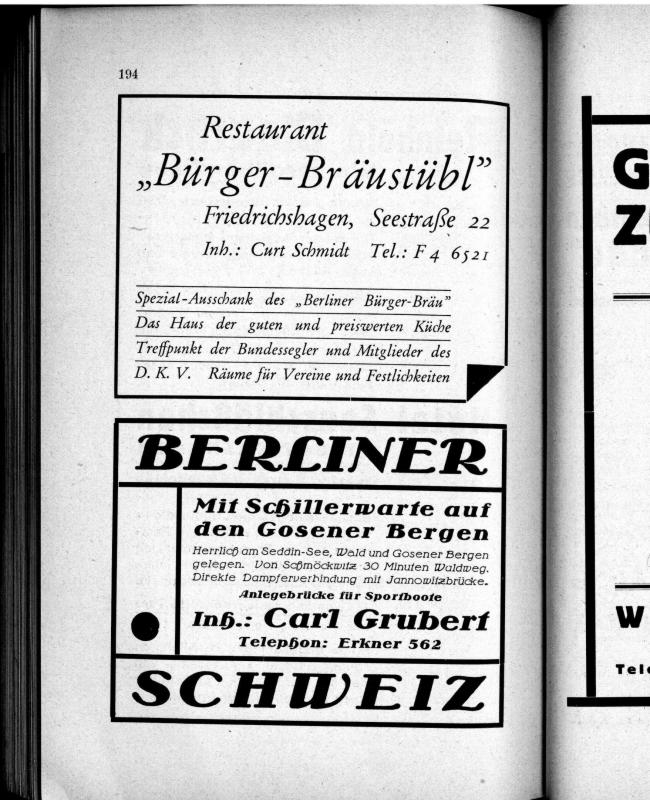 194
Restaurant
„Bürger-Bräustübl”
Friedrichshagen, Seestraße 22
Inh.: Curt Schmidt Tel.: F 4 6521
Spezial-Ausschank des „Berliner Bürger-Bräu”
Das Haus der guten und preiswerten Küche
Treffpunkt der Bundessegler und Mitglieder des
D. K. V. Räume für Vereine und Festlichkeiten
BERLINER
Mit Schillerwarte auf
den Gosener Bergen
Herrlich am Seddin-See, Wald und Gosener Bergen
gelegen. Von Schmöckwitz 30 Minuten Waldweg.
Direkte Dampferverbindung mit Jannowitzbrücke.
Anlegebrücke für Sportboote
Inh.: Carl Grubert
Telephon: Erkner 562
SCHWEIZ
G
W
Tele